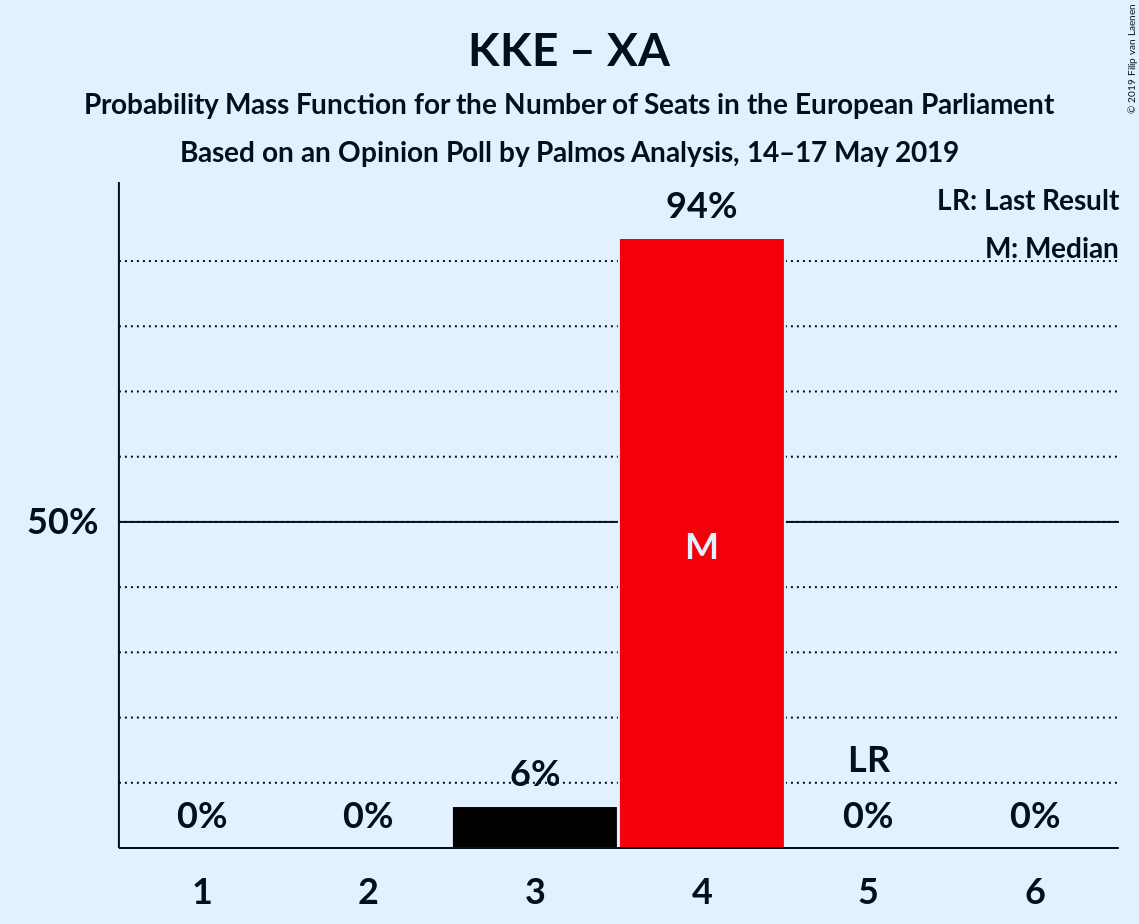 KKE – XA
Probability Mass Function for the Number of Seats in the European Parliament
Based on an Opinion Poll by Palmos Analysis, 14–17 May 2019
© 2019 Filip van Laenen
LR: Last Result
M: Median
94%
50%
M
LR
6%
0%
0%
0%
0%
1
2
3
4
5
6